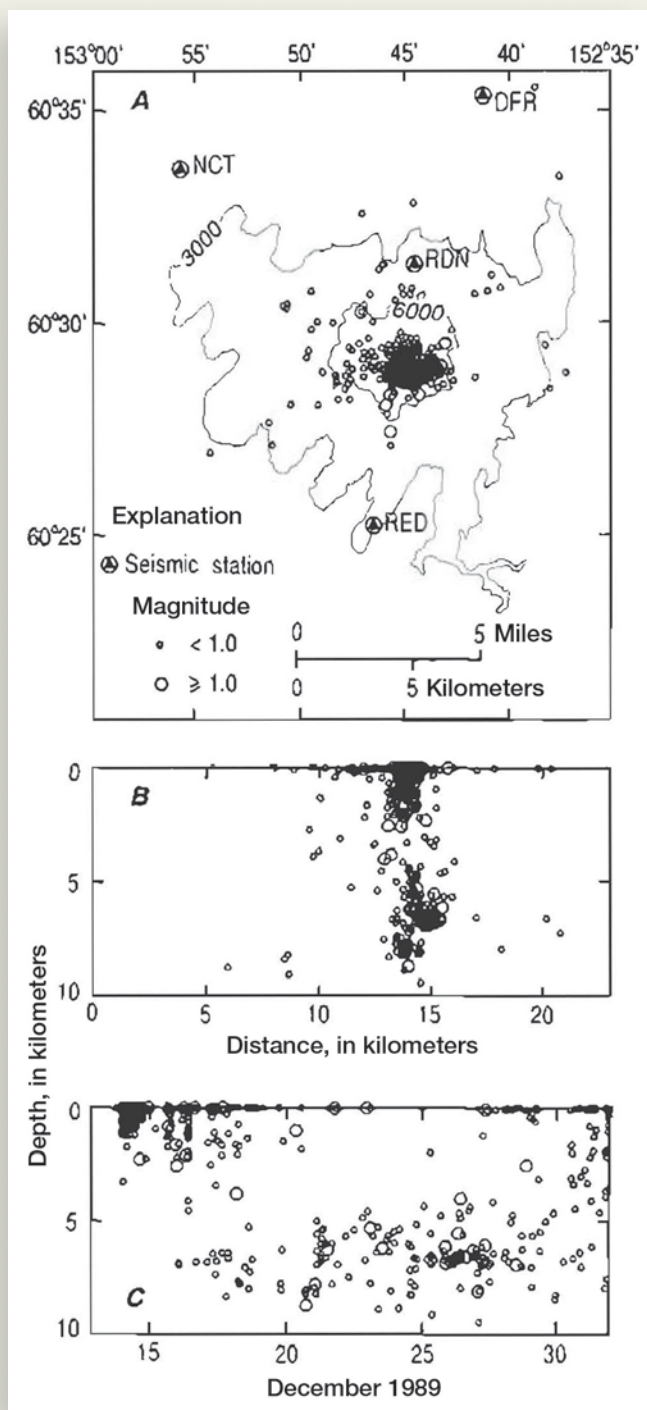 153°00' 55' 50' 45' 40' 152°35'
A
60°35'
DFR
NCT
3000
RDN
60°30'
6000
60°25'
RED
Explanation
Seismic station
Magnitude
< 1.0
≥ 1.0
0 5 Miles
0 5 Kilometers
0
B
5
10
0 5 10 15 20
Distance, in kilometers
Depth, in kilometers
0
5
C
10
15 20 25 30
December 1989